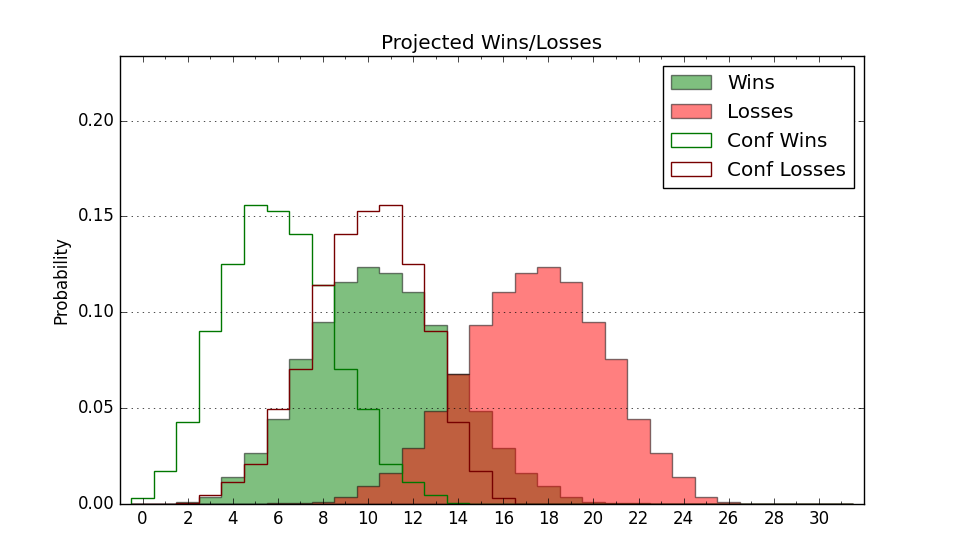 Projected Wins/Losses
Wins
Losses
Conf Wins
Conf Losses
Probability
0.20
0.15
0.10
0.05
0.00
0 2 4 6 8 10 12 14 16 18 20 22 24 26 28 30